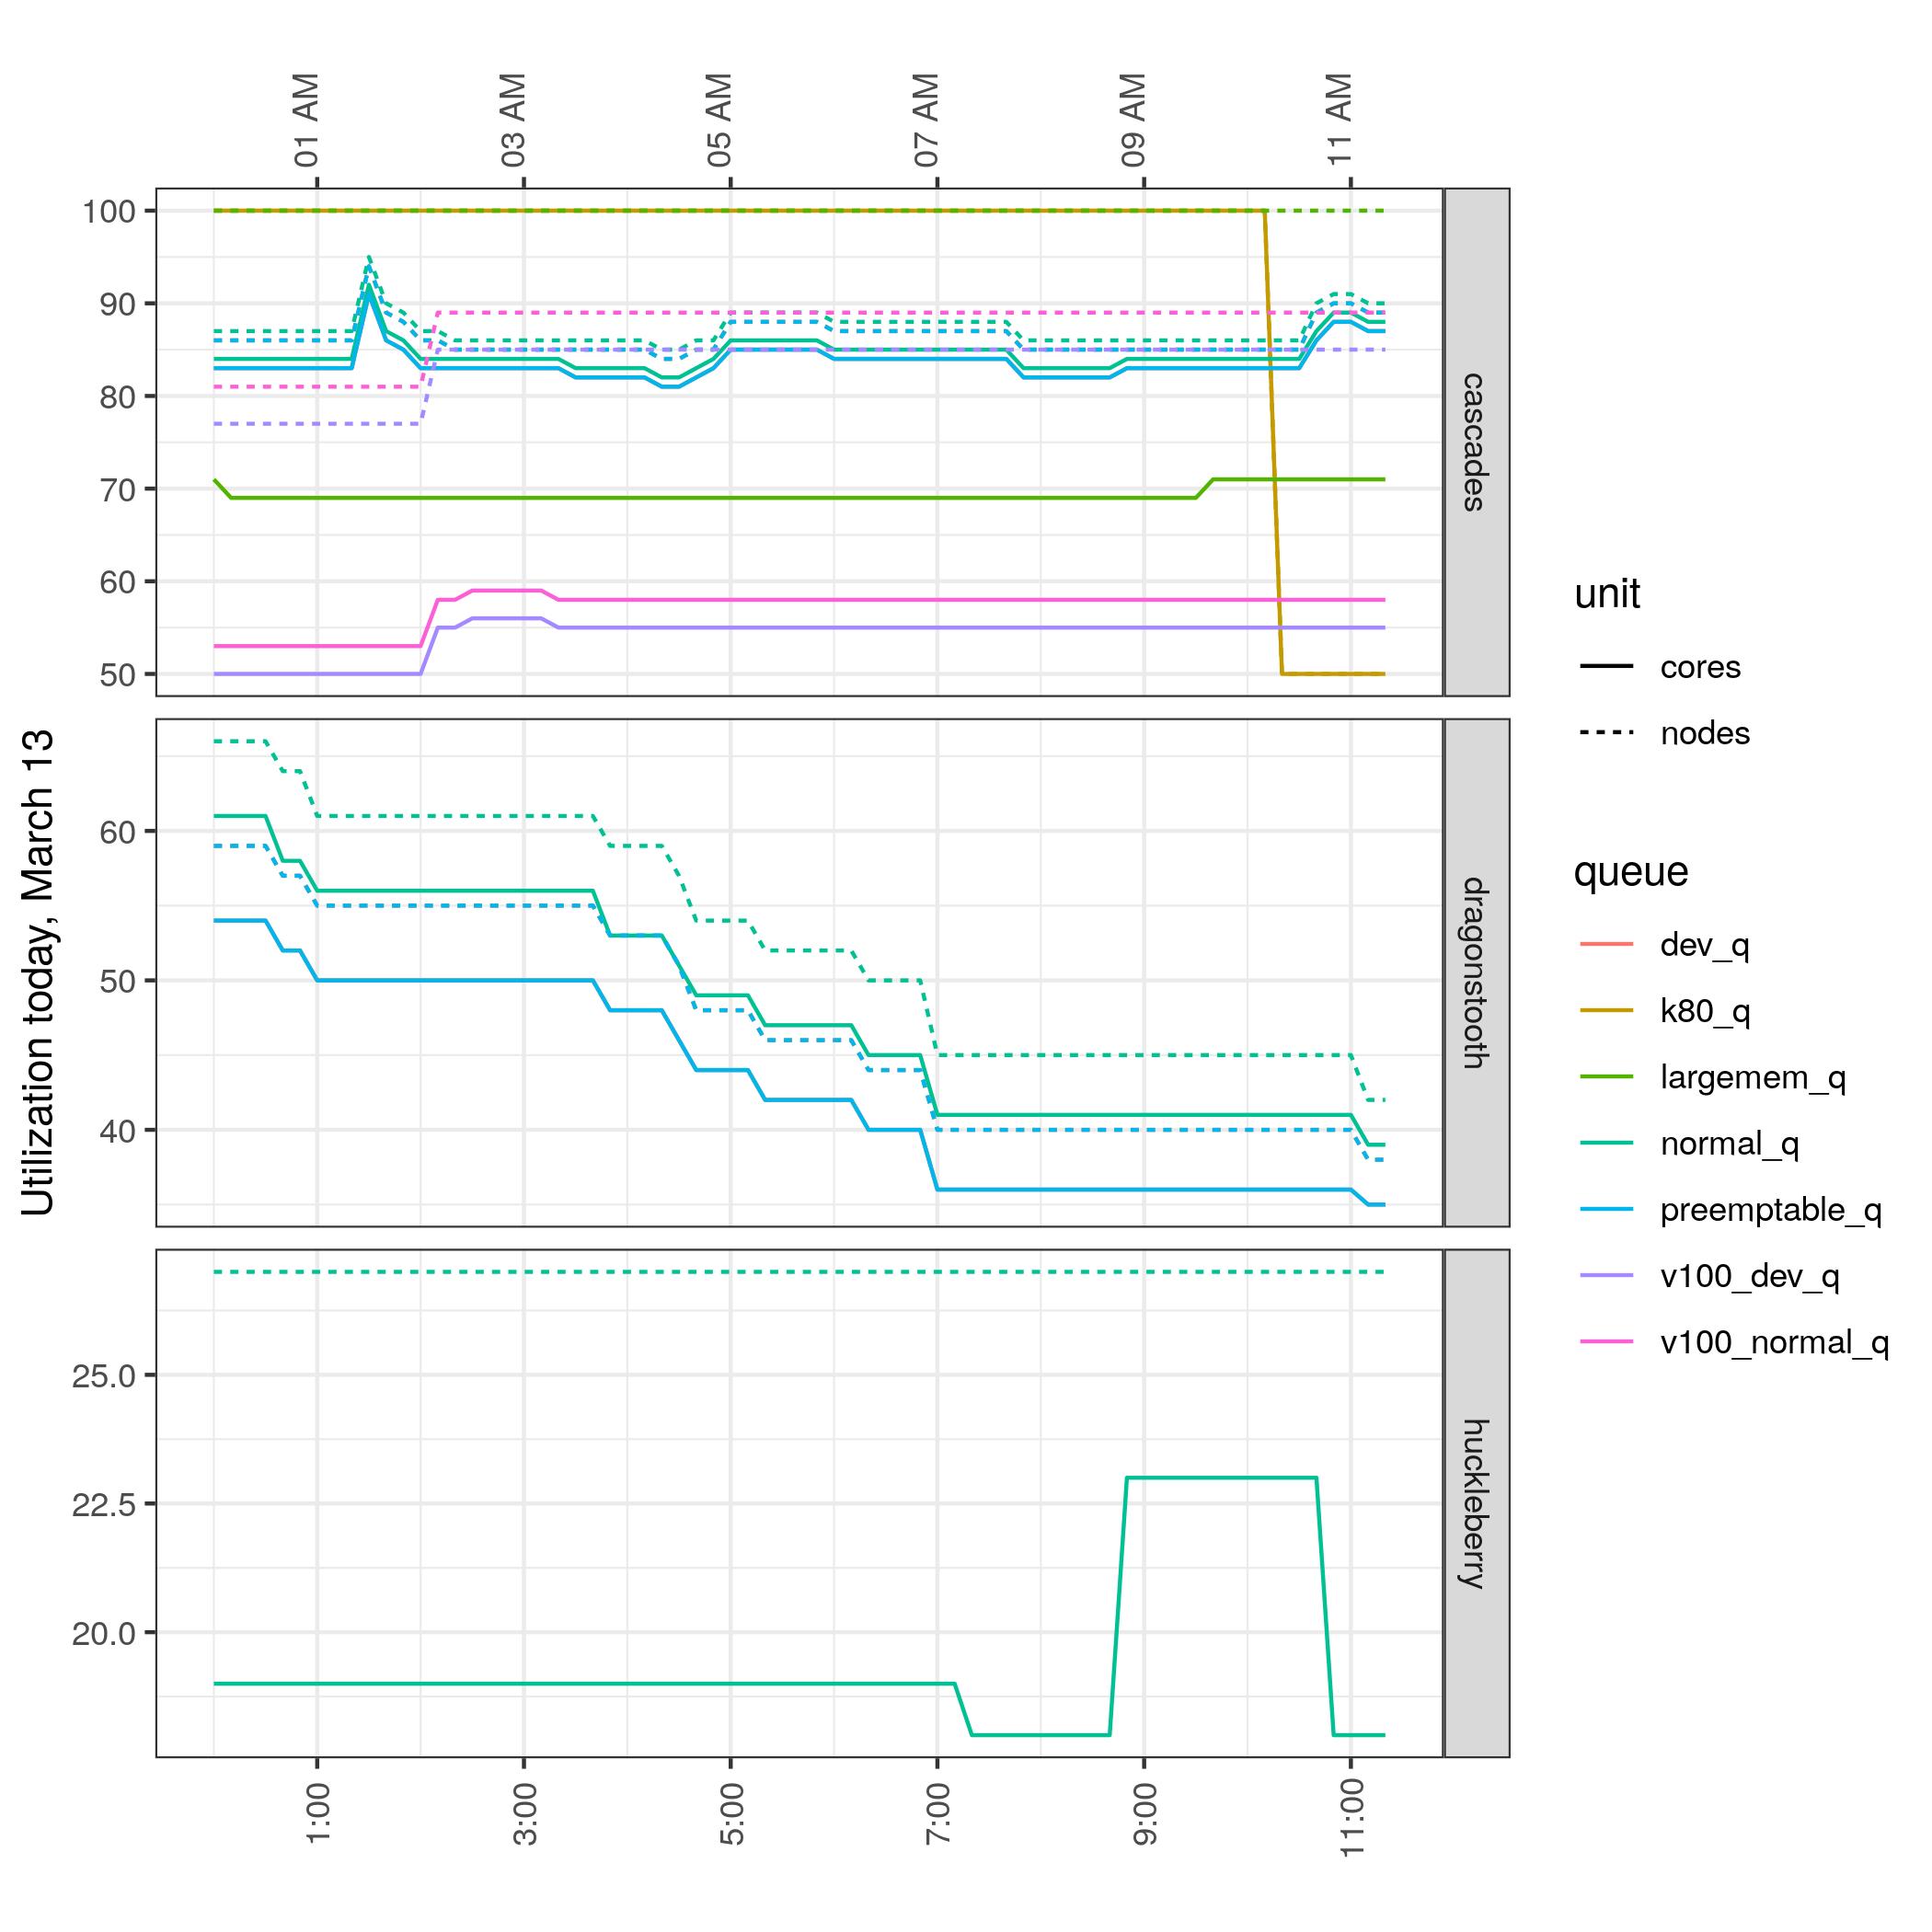 01 AM
03 AM
05 AM
07 AM
09 AM
11 AM
100
90
80
70
60
50
cascades
Utilization today, March 13
60
50
40
dragonstooth
25.0
22.5
20.0
huckleberry
1:00
3:00
5:00
7:00
9:00
11:00
unit
cores
nodes
queue
dev_q
k80_q
largemem_q
normal_q
preemptable_q
v100_dev_q
v100_normal_q